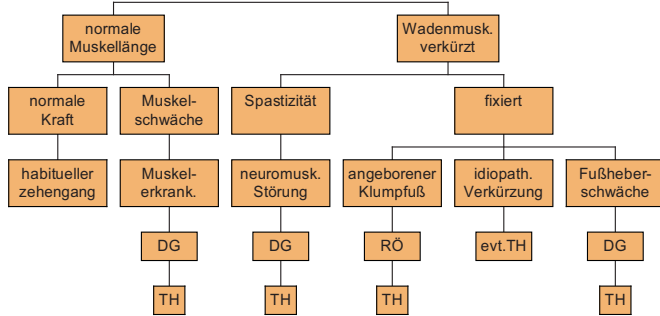 normale
Muskellänge
Wadenmusk.
verkürzt
normale
Kraft
Muskel-
schwäche
Spastizität
fixiert
habitueller
zehengang
Muskel-
erkrank.
neuromusk.
Störung
angeborener
Klumpfuß
idiopath.
Verkürzung
Fußheber-
schwäche
DG
DG
RÖ
evt.TH
DG
TH
TH
TH
TH